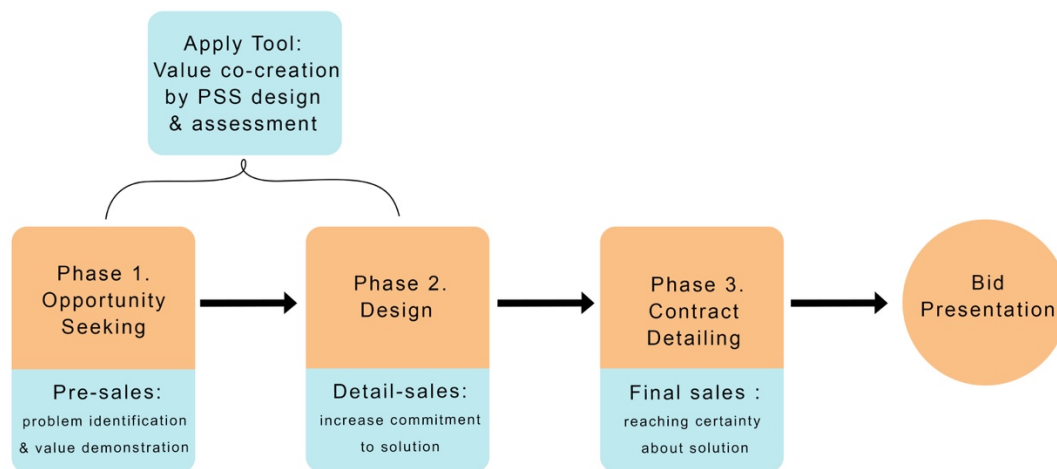 Apply Tool:
Value co-creation
by PSS design
& assessment
Phase 1.
Opportunity
Seeking
Pre-sales:
problem identification
& value demonstration
Phase 2.
Design
Detail-sales:
increase commitment
to solution
Phase 3.
Contract
Detailing
Final sales :
reaching certainty
about solution
Bid
Presentation